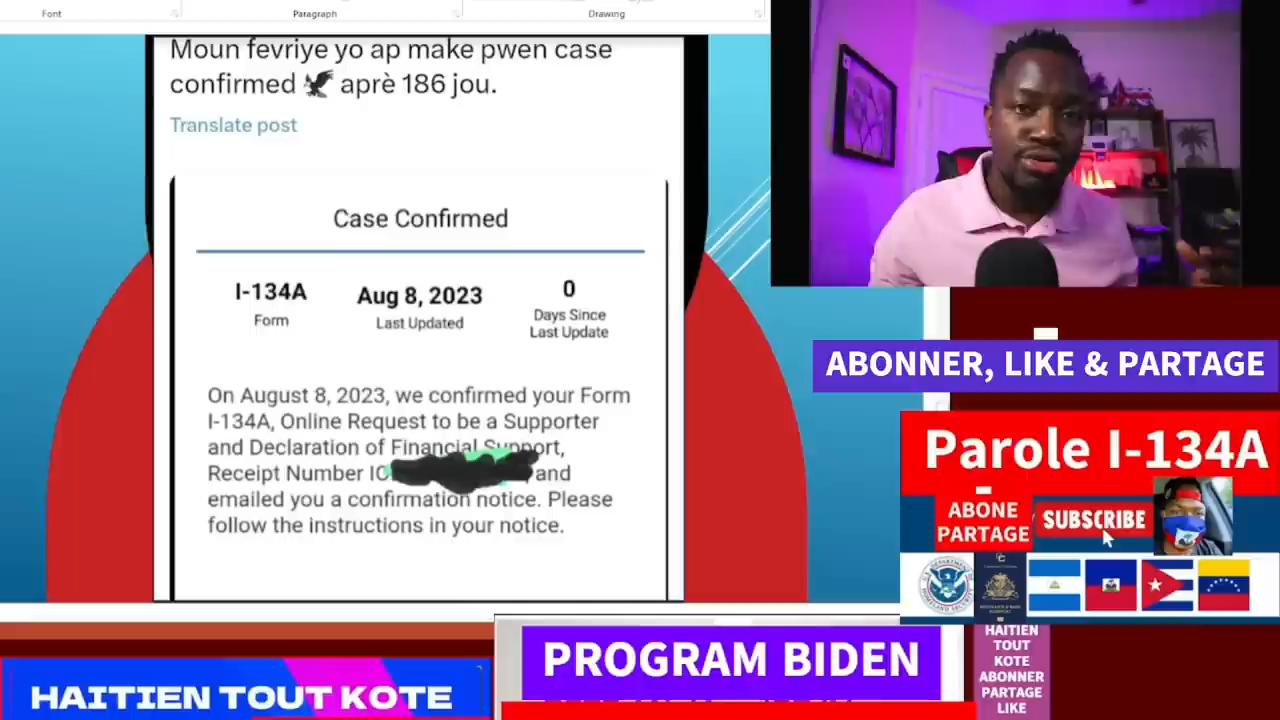 Font
Paragraph
Drawing
Moun fevriye yo ap make pwen case
confirmed aprè 186 jou.
Translate post
Case Confirmed
I-134A
Form
Aug 8, 2023
Last Updated
0
Days Since
Last Update
On August 8, 2023, we confirmed your Form
I-134A, Online Request to be a Supporter
and Declaration of Financial Support,
Receipt Number IO and
emailed you a confirmation notice. Please
follow the instructions in your notice.
ABONNER, LIKE & PARTAGE
Parole I-134A
ABONE
PARTAGE
SUBSCRIBE
HAITIEN
TOUT
KOTE
ABONNER
PARTAGE
LIKE
PROGRAM BIDEN
HAITIEN TOUT KOTE